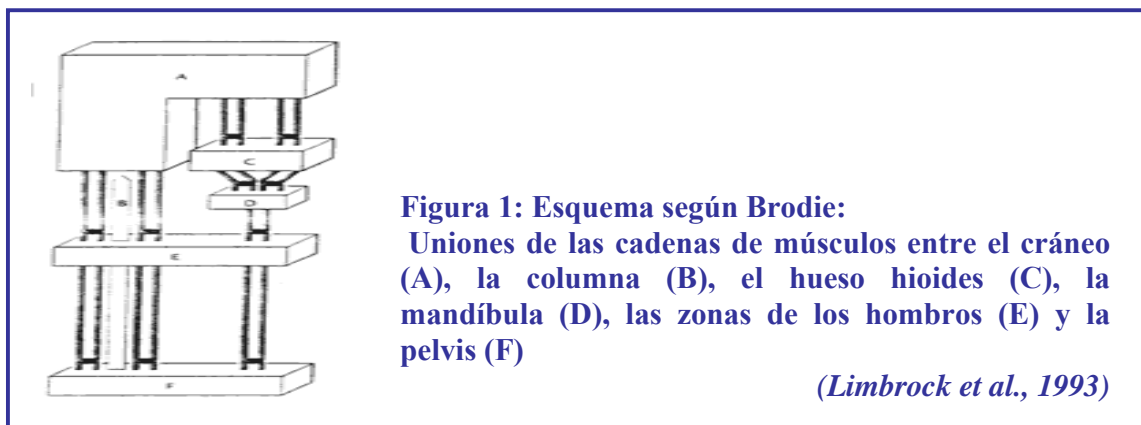 A
C
D
B
E
F
Figura 1: Esquema según Brodie:
Uniones de las cadenas de músculos entre el cráneo
(A), la columna (B), el hueso hioides (C), la
mandíbula (D), las zonas de los hombros (E) y la
pelvis (F)
(Limbrock et al., 1993)